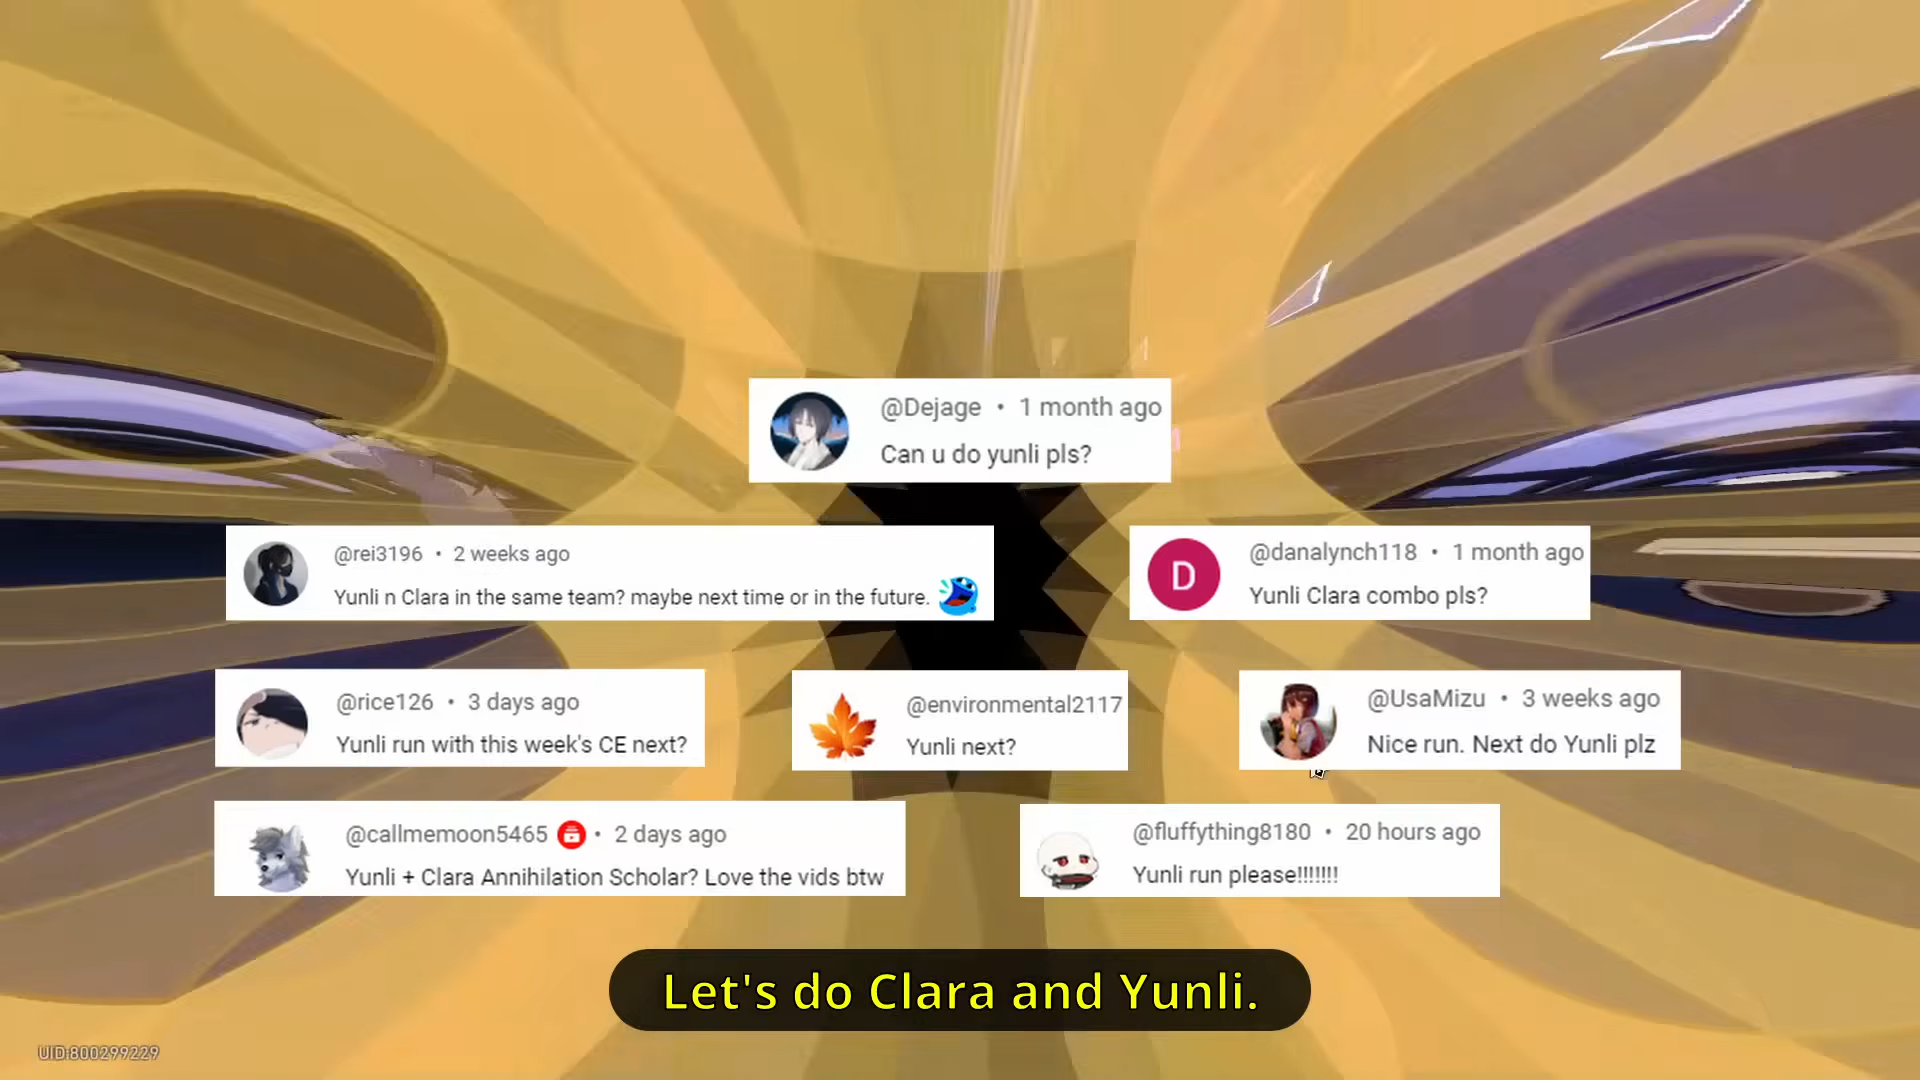 @Dejage • 1 month ago
Can u do yunli pls?
@rei3196 • 2 weeks ago
Yunli n Clara in the same team? maybe next time or in the future.
@danalynch118 • 1 month ago
D
Yunli Clara combo pls?
@rice126 • 3 days ago
Yunli run with this week's CE next?
@environmental2117
Yunli next?
@UsaMizu • 3 weeks ago
Nice run. Next do Yunli plz
@callmemoon5465 • 2 days ago
Yunli + Clara Annihilation Scholar? Love the vids btw
@fluffything8180 • 20 hours ago
Yunli run please!!!!!!!
Let's do Clara and Yunli.
UID:800299229